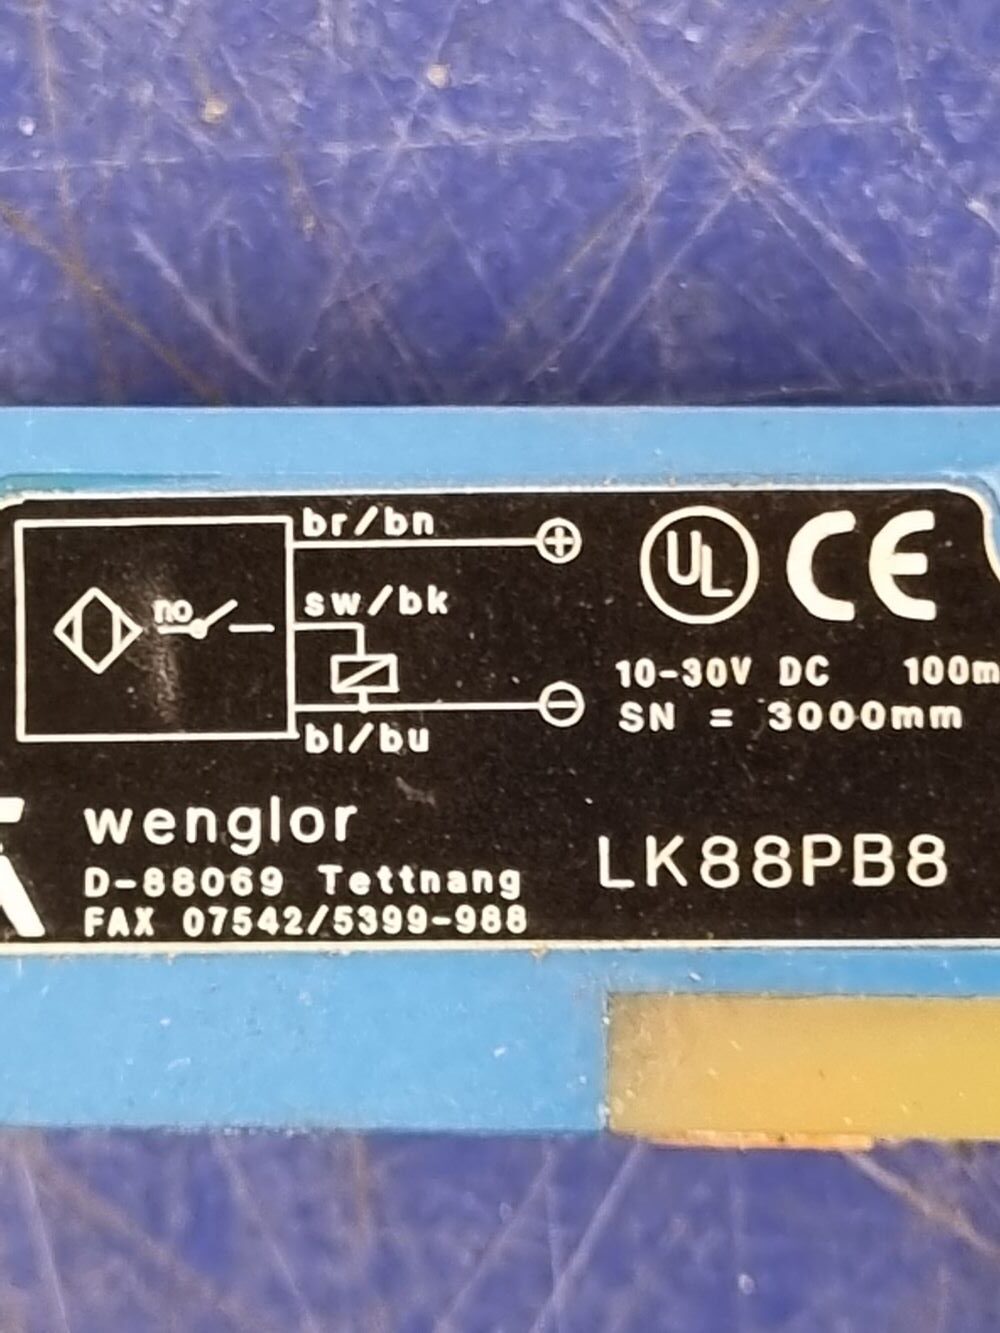 br/bn
no
sw/bk
bl/bu
UL CE
10-30V DC 100m
SN = 3000mm
wenglor
D-88069 Tettnang
FAX 07542/5399-988
LK88PB8